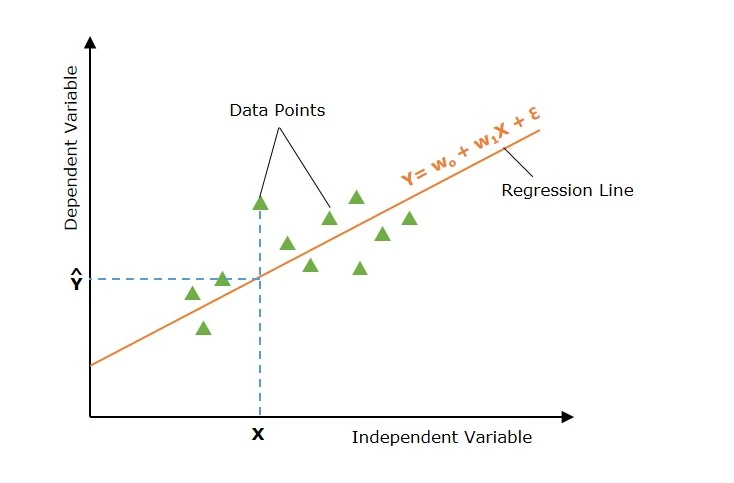 Dependent Variable
Data Points
Y= w₀ + w₁X + ε
Regression Line
Ŷ
X
Independent Variable